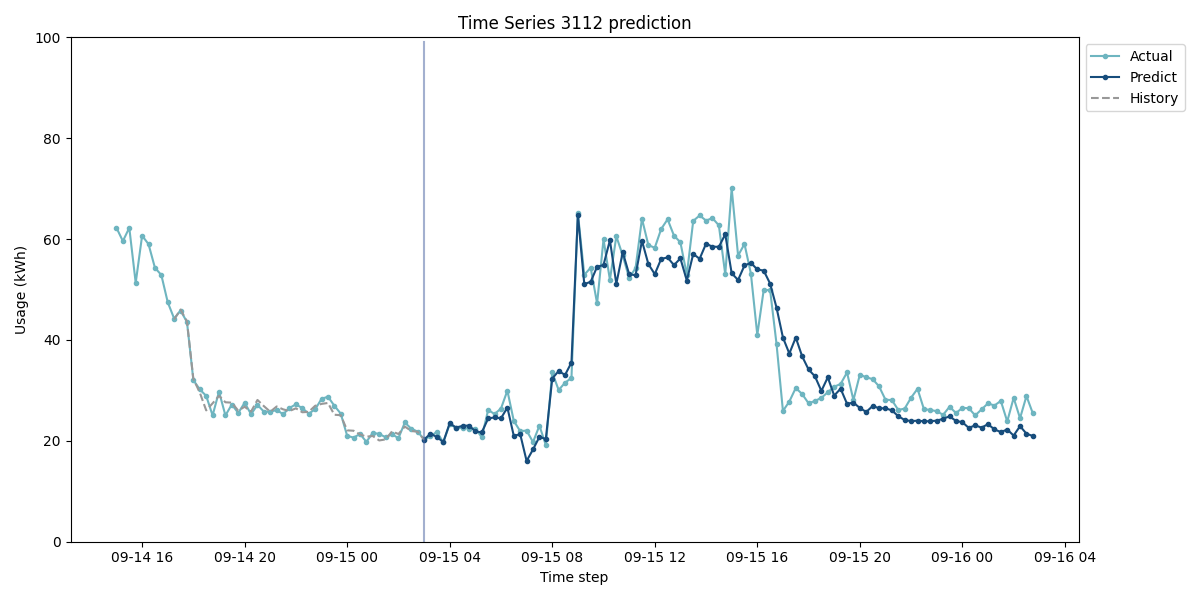 Time Series 3112 prediction
100
80
60
40
20
0
Usage (kWh)
09-14 16
09-14 20
09-15 00
09-15 04
09-15 08
09-15 12
09-15 16
09-15 20
09-16 00
09-16 04
Time step
Actual
Predict
History